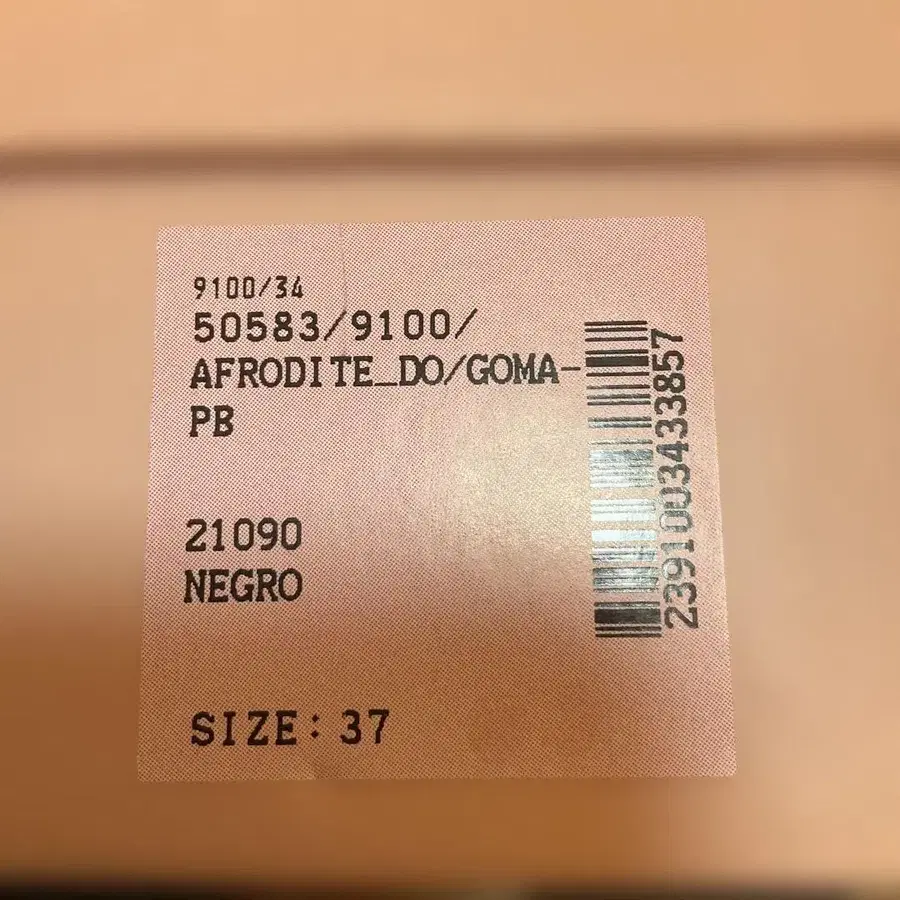 9100/34
50583/9100/
AFRODITE_DO/GOMA-
PB
21090
NEGRO
SIZE: 37
2391003433857